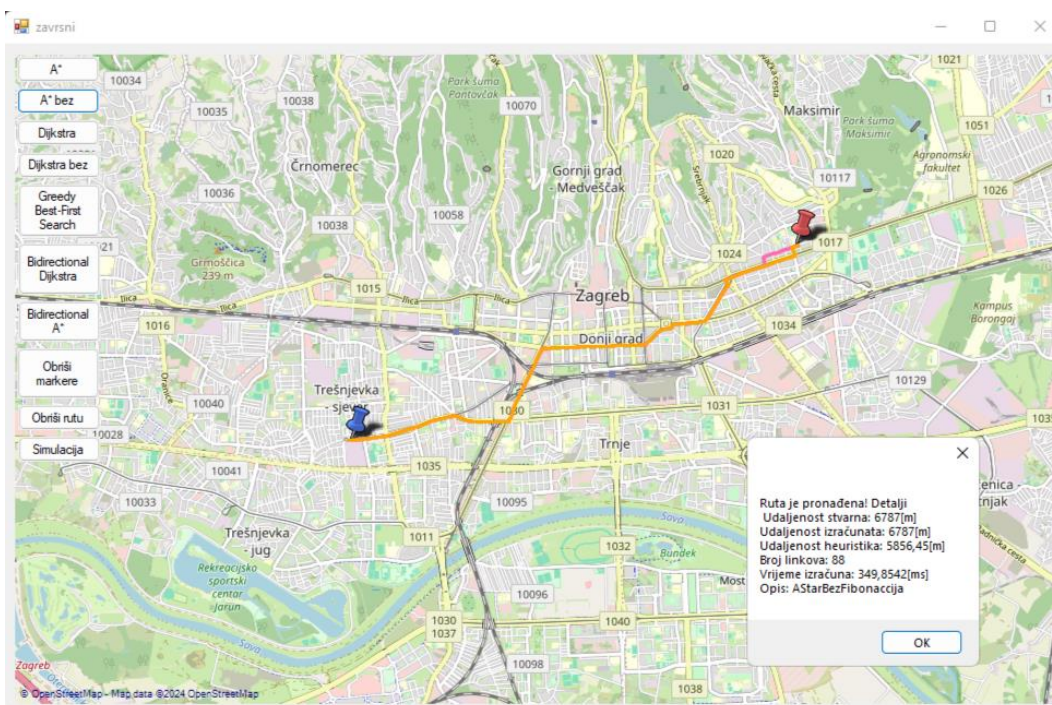 zavrsni
A*
A* bez
Dijkstra
Dijkstra bez
Greedy
Best-First
Search
Bidirectional
Dijkstra
Bidirectional
A*
Obriši
markere
Obriši rutu
Simulacija
10034
10035
10038
Park šuma
Pantovčak
10070
1021
Maksimir
Park šuma
Maksimir
1051
Črnomerec
Gornji grad
- Medveščak
1020
Srebrnjak
Agronomski
fakultet
10117
1026
10036
10058
10038
Grmoščica
239 m
1024
1017
1015
Ilica
Ilica
Ilica
Zagreb
Kampus
Borongaj
1016
Oranice
Donji grad
1034
Trešnjevka
10129
10040
1030
1031
10028
Trnje
10041
1035
10033
10095
Trešnjevka
- jug
1011
Sava
1032
Bundek
Rekreacijsko
sportski
centar
Jarun
Most
10096
1030
1037
1040
Sava
Zagreb
10098
1038
Ruta je pronađena! Detalji
Udaljenost stvarna: 6787[m]
Udaljenost izračunata: 6787[m]
Udaljenost heuristika: 5856,45[m]
Broj linkova: 88
Vrijeme izračuna: 349,8542[ms]
Opis: AStarBezFibonaccija
OK
© OpenStreetMap - Map data ©2024 OpenStreetMap